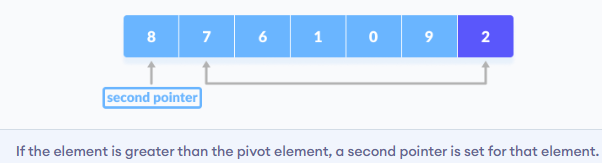 8 7 6 1 0 9 2
second pointer
If the element is greater than the pivot element, a second pointer is set for that element.